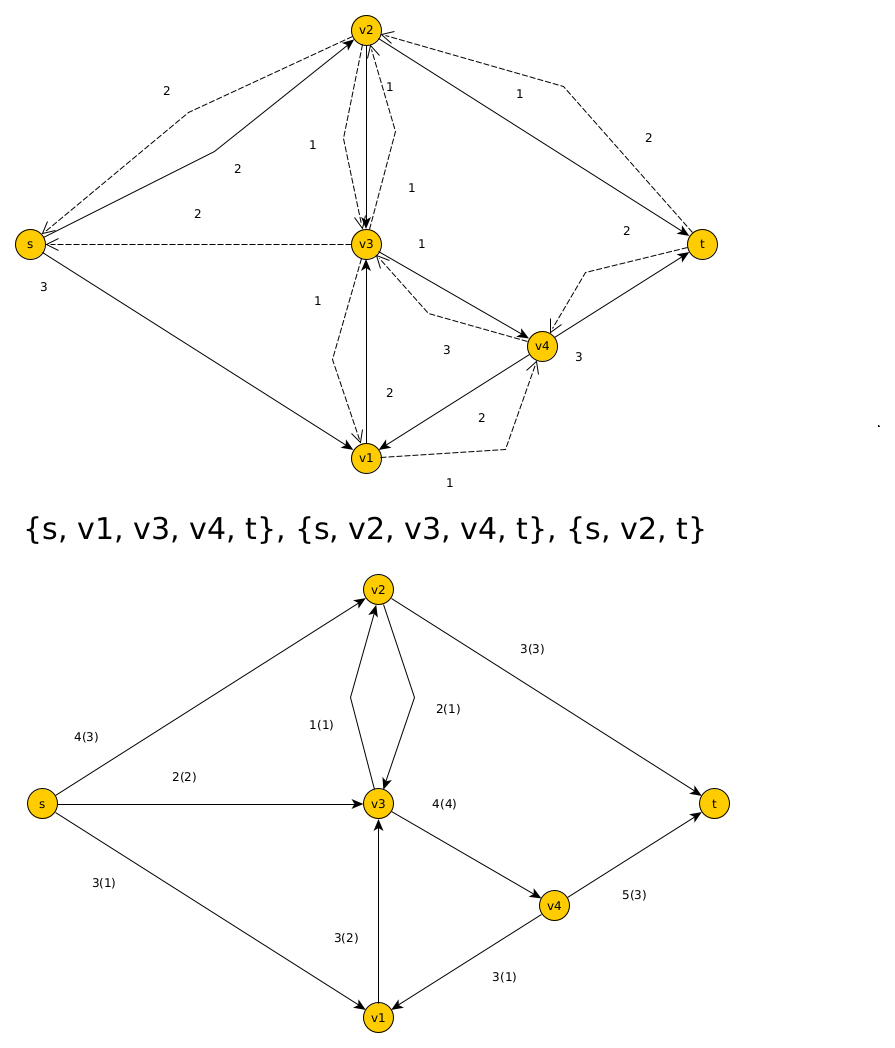 v2
2
1
1
2
1
2
1
2
1
2
s
v3
1
t
3
1
3
v4
3
2
2
v1
1
{s, v1, v3, v4, t}, {s, v2, v3, v4, t}, {s, v2, t}
v2
3(3)
2(1)
1(1)
4(3)
2(2)
s
v3
4(4)
t
3(1)
5(3)
v4
3(2)
3(1)
v1